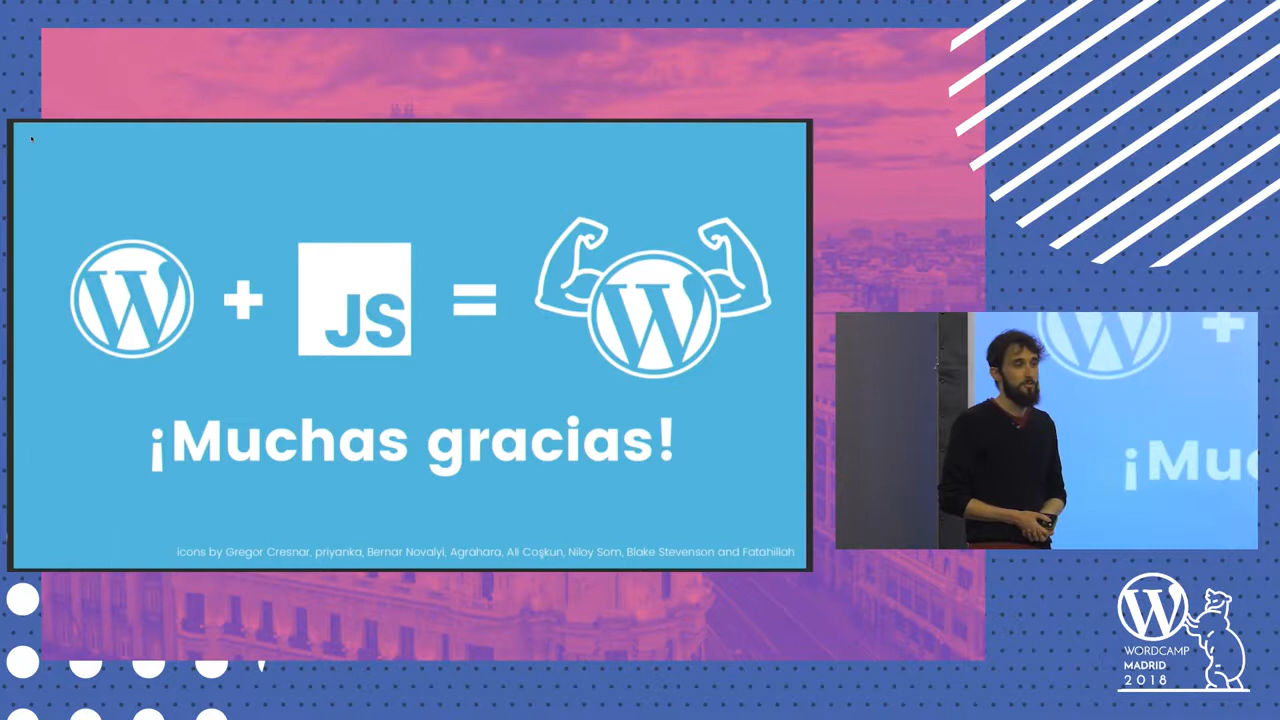 W + JS = W
¡Muchas gracias!
icons by Gregor Cresnar, priyanka, Bernar Novalyi, Agrahara, Ali Coşkun, Niloy Som, Blake Stevenson and Fatahillah
W +
¡Muc
W
WORDCAMP
MADRID
2018